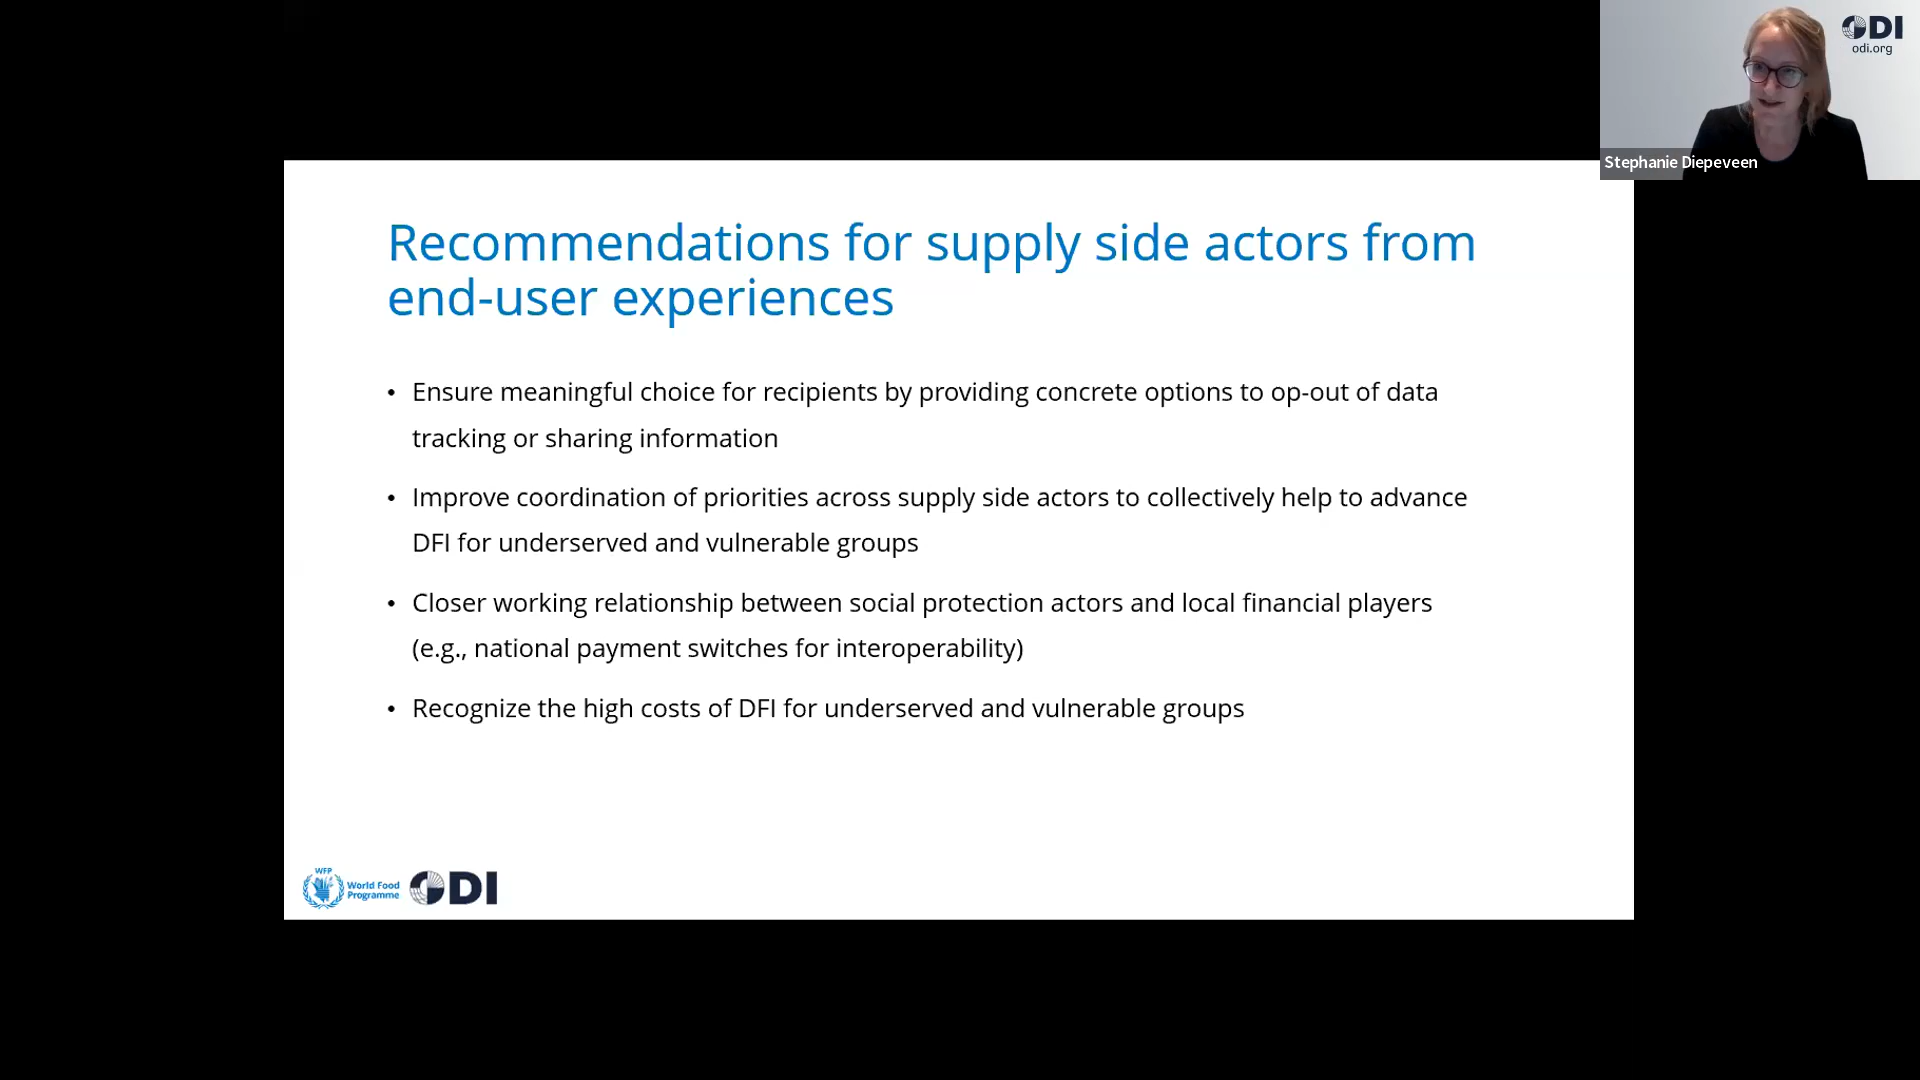 ODI
odi.org
Stephanie Diepeveen
Recommendations for supply side actors from
end-user experiences
• Ensure meaningful choice for recipients by providing concrete options to op-out of data
tracking or sharing information
• Improve coordination of priorities across supply side actors to collectively help to advance
DFI for underserved and vulnerable groups
• Closer working relationship between social protection actors and local financial players
(e.g., national payment switches for interoperability)
• Recognize the high costs of DFI for underserved and vulnerable groups
WFP
World Food
Programme
ODI